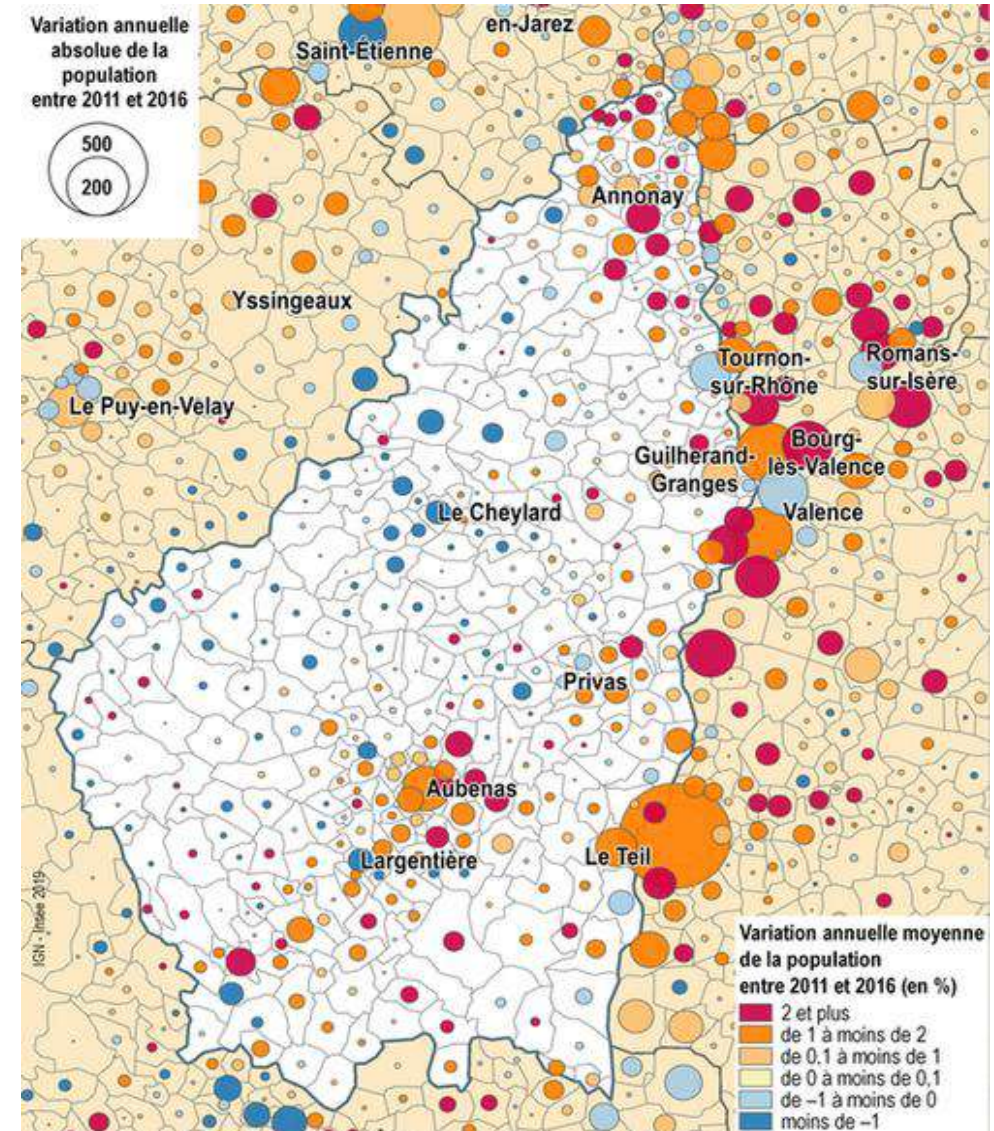 Variation annuelle
absolue de la
population
entre 2011 et 2016
500
200
en-Jarez
Saint-Étienne
Annonay
Yssingeaux
Tournon-
sur-Rhône
Romans-
sur-Isère
Le Puy-en-Velay
Guilherand-
Granges
Bourg-
lès-Valence
Le Cheylard
Valence
Privas
Aubenas
Largentière
Le Teil
IGN - Insee 2019
Variation annuelle moyenne
de la population
entre 2011 et 2016 (en %)
2 et plus
de 1 à moins de 2
de 0,1 à moins de 1
de 0 à moins de 0,1
de –1 à moins de 0
moins de –1